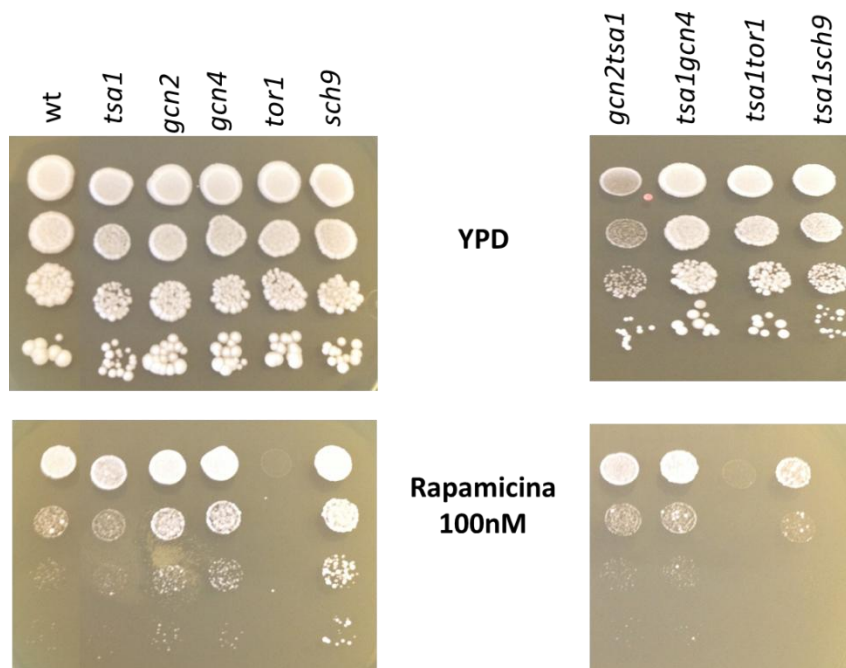 wt
tsa1
gcn2
gcn4
tor1
sch9
gcn2tsa1
tsa1gcn4
tsa1tor1
tsa1sch9
YPD
Rapamicina
100nM